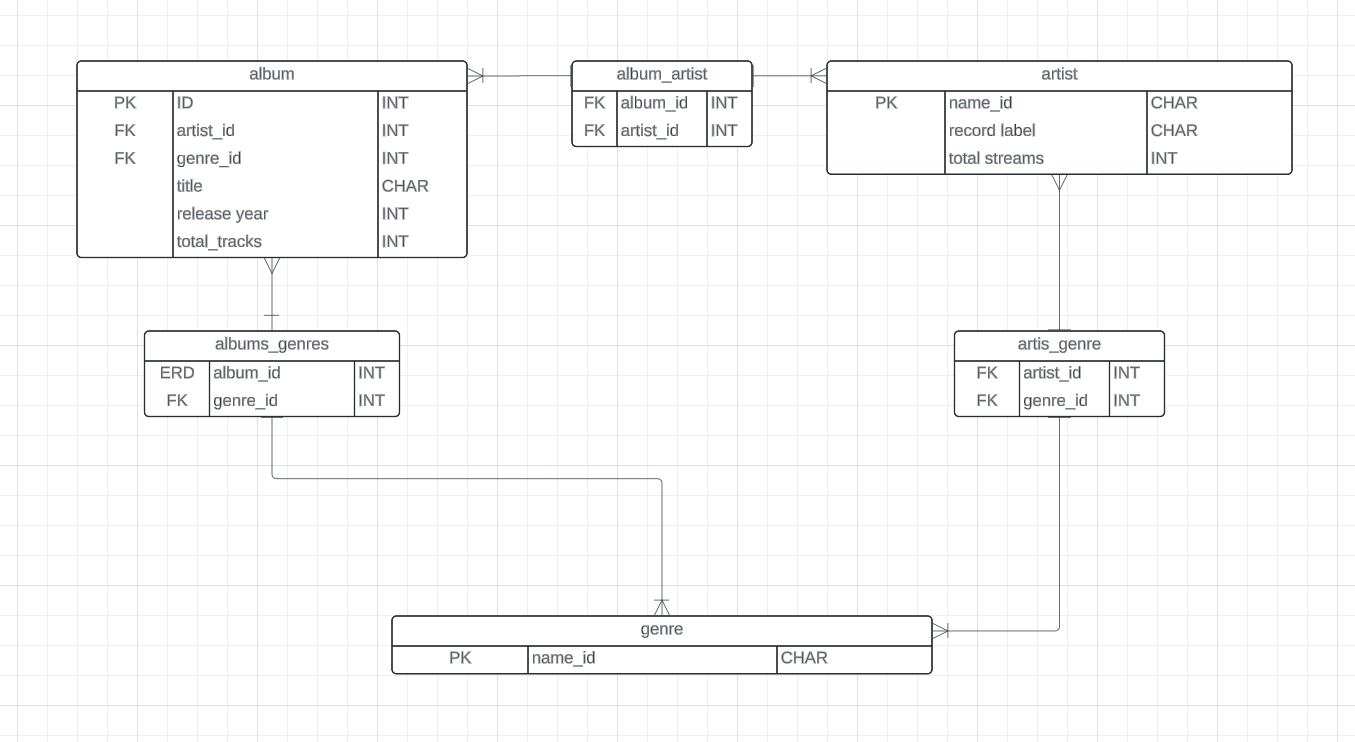 album
PK ID INT
FK artist_id INT
FK genre_id INT
title CHAR
release year INT
total_tracks INT
album_artist
FK album_id INT
FK artist_id INT
artist
PK name_id CHAR
record label CHAR
total streams INT
albums_genres
ERD album_id INT
FK genre_id INT
artis_genre
FK artist_id INT
FK genre_id INT
genre
PK name_id CHAR